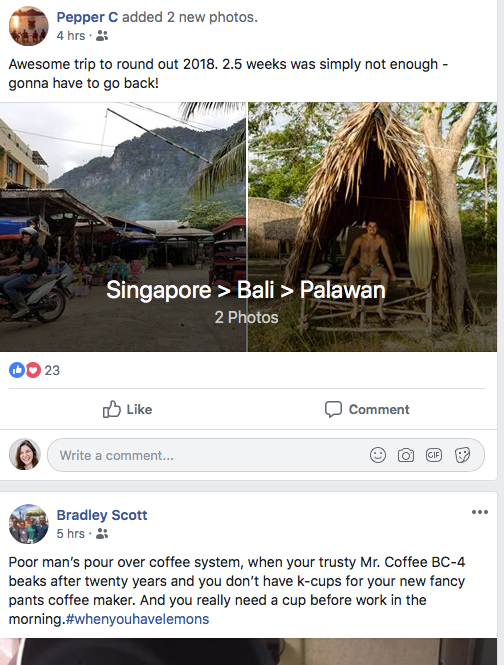 Pepper C added 2 new photos.
4 hrs ·
Awesome trip to round out 2018. 2.5 weeks was simply not enough -
gonna have to go back!
Singapore > Bali > Palawan
2 Photos
23
Like Comment
Write a comment...
GIF
Bradley Scott
5 hrs ·
Poor man's pour over coffee system, when your trusty Mr. Coffee BC-4
beaks after twenty years and you don't have k-cups for your new fancy
pants coffee maker. And you really need a cup before work in the
morning.#whenyouhavelemons